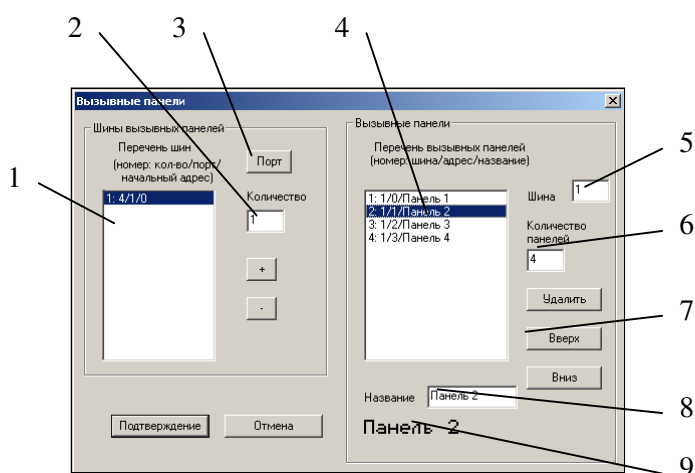 2
3
4
Вызывные панели
Шины вызывных панелей
Вызывные панели
Перечень шин
(номер: кол-во/порт/
начальный адрес)
Порт
Перечень вызывных панелей
(номер: шина/адрес/название)
5
1
1: 4/1/0
Количество
1
1: 1/0/Панель 1
2: 1/1/Панель 2
3: 1/2/Панель 3
4: 1/3/Панель 4
Шина
1
Количество
панелей
4
6
+
-
Удалить
7
Вверх
Вниз
Название
Панель 2
8
Подтверждение
Отмена
Панель 2
9